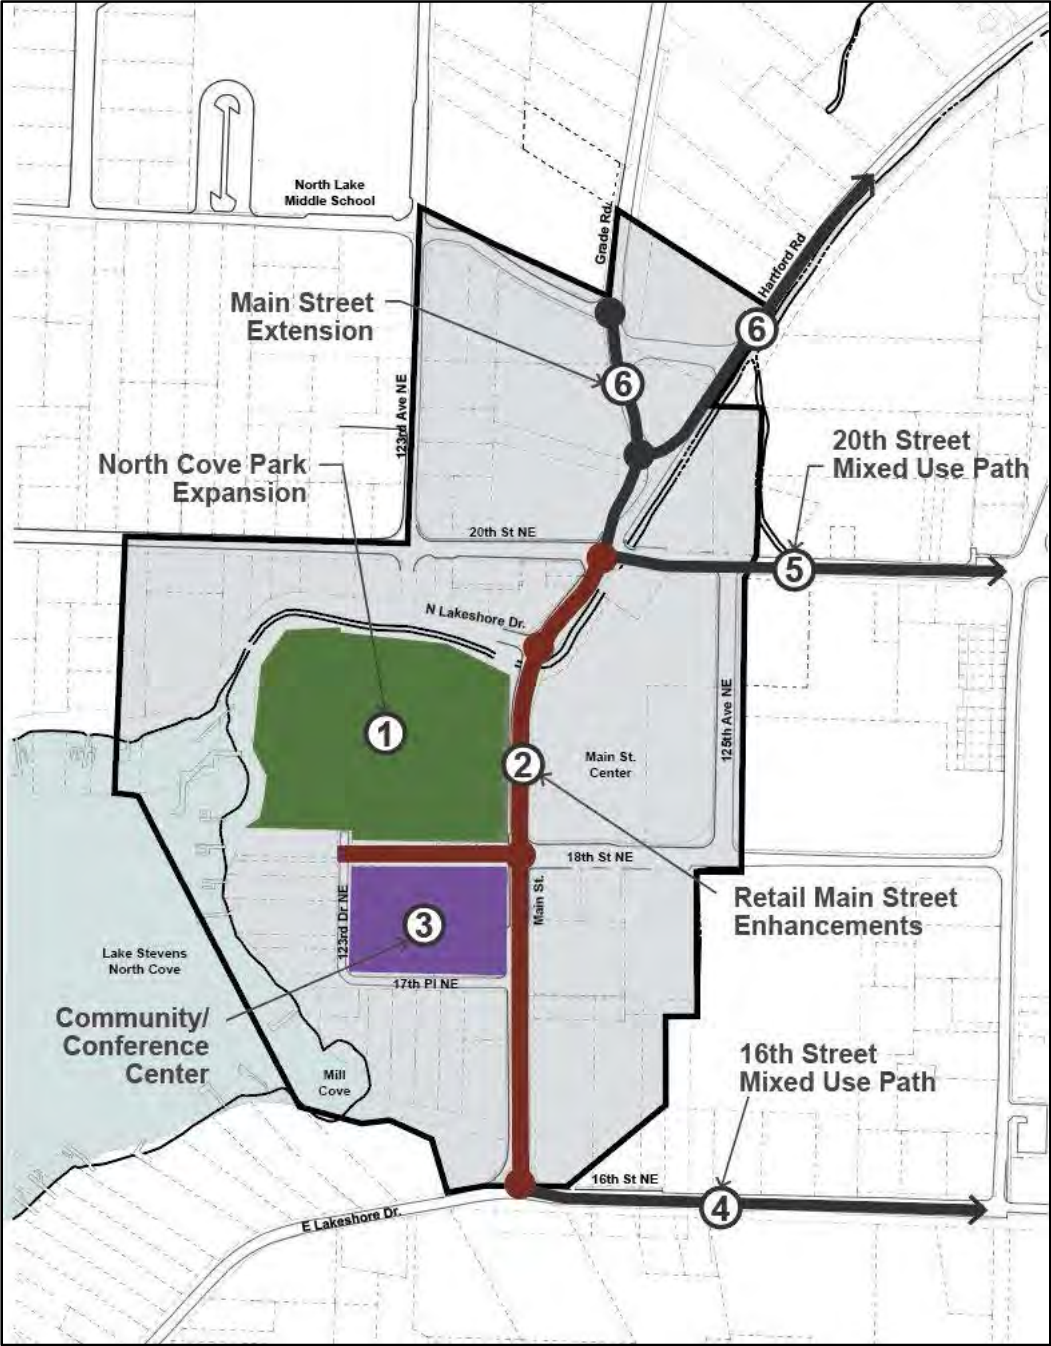 North Lake
Middle School
Grade Rd.
Hartford Rd
Main Street
Extension
6
6
123rd Ave NE
20th Street
Mixed Use Path
North Cove Park
Expansion
20th St NE
5
N Lakeshore Dr.
1
2
Main St.
Center
125th Ave NE
18th St NE
Main St.
Retail Main Street
Enhancements
3
123rd Dr NE
Lake Stevens
North Cove
17th Pl NE
Community/
Conference
Center
Mill
Cove
16th Street
Mixed Use Path
16th St NE
4
E Lakeshore Dr.